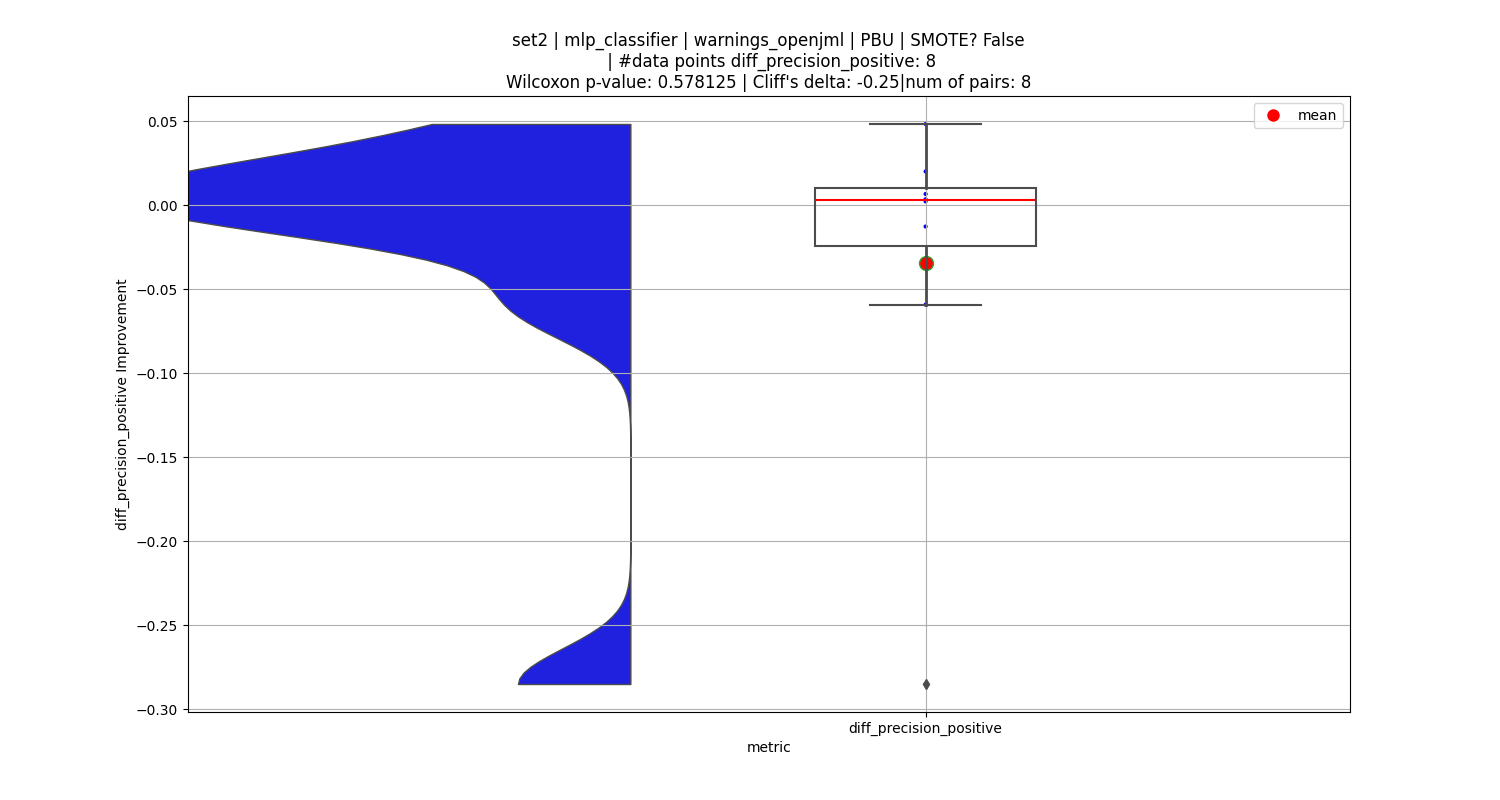 set2 | mlp_classifier | warnings_openjml | PBU | SMOTE? False
| #data points diff_precision_positive: 8
Wilcoxon p-value: 0.578125 | Cliff's delta: -0.25|num of pairs: 8
mean
0.05
0.00
−0.05
−0.10
−0.15
−0.20
−0.25
−0.30
diff_precision_positive Improvement
diff_precision_positive
metric